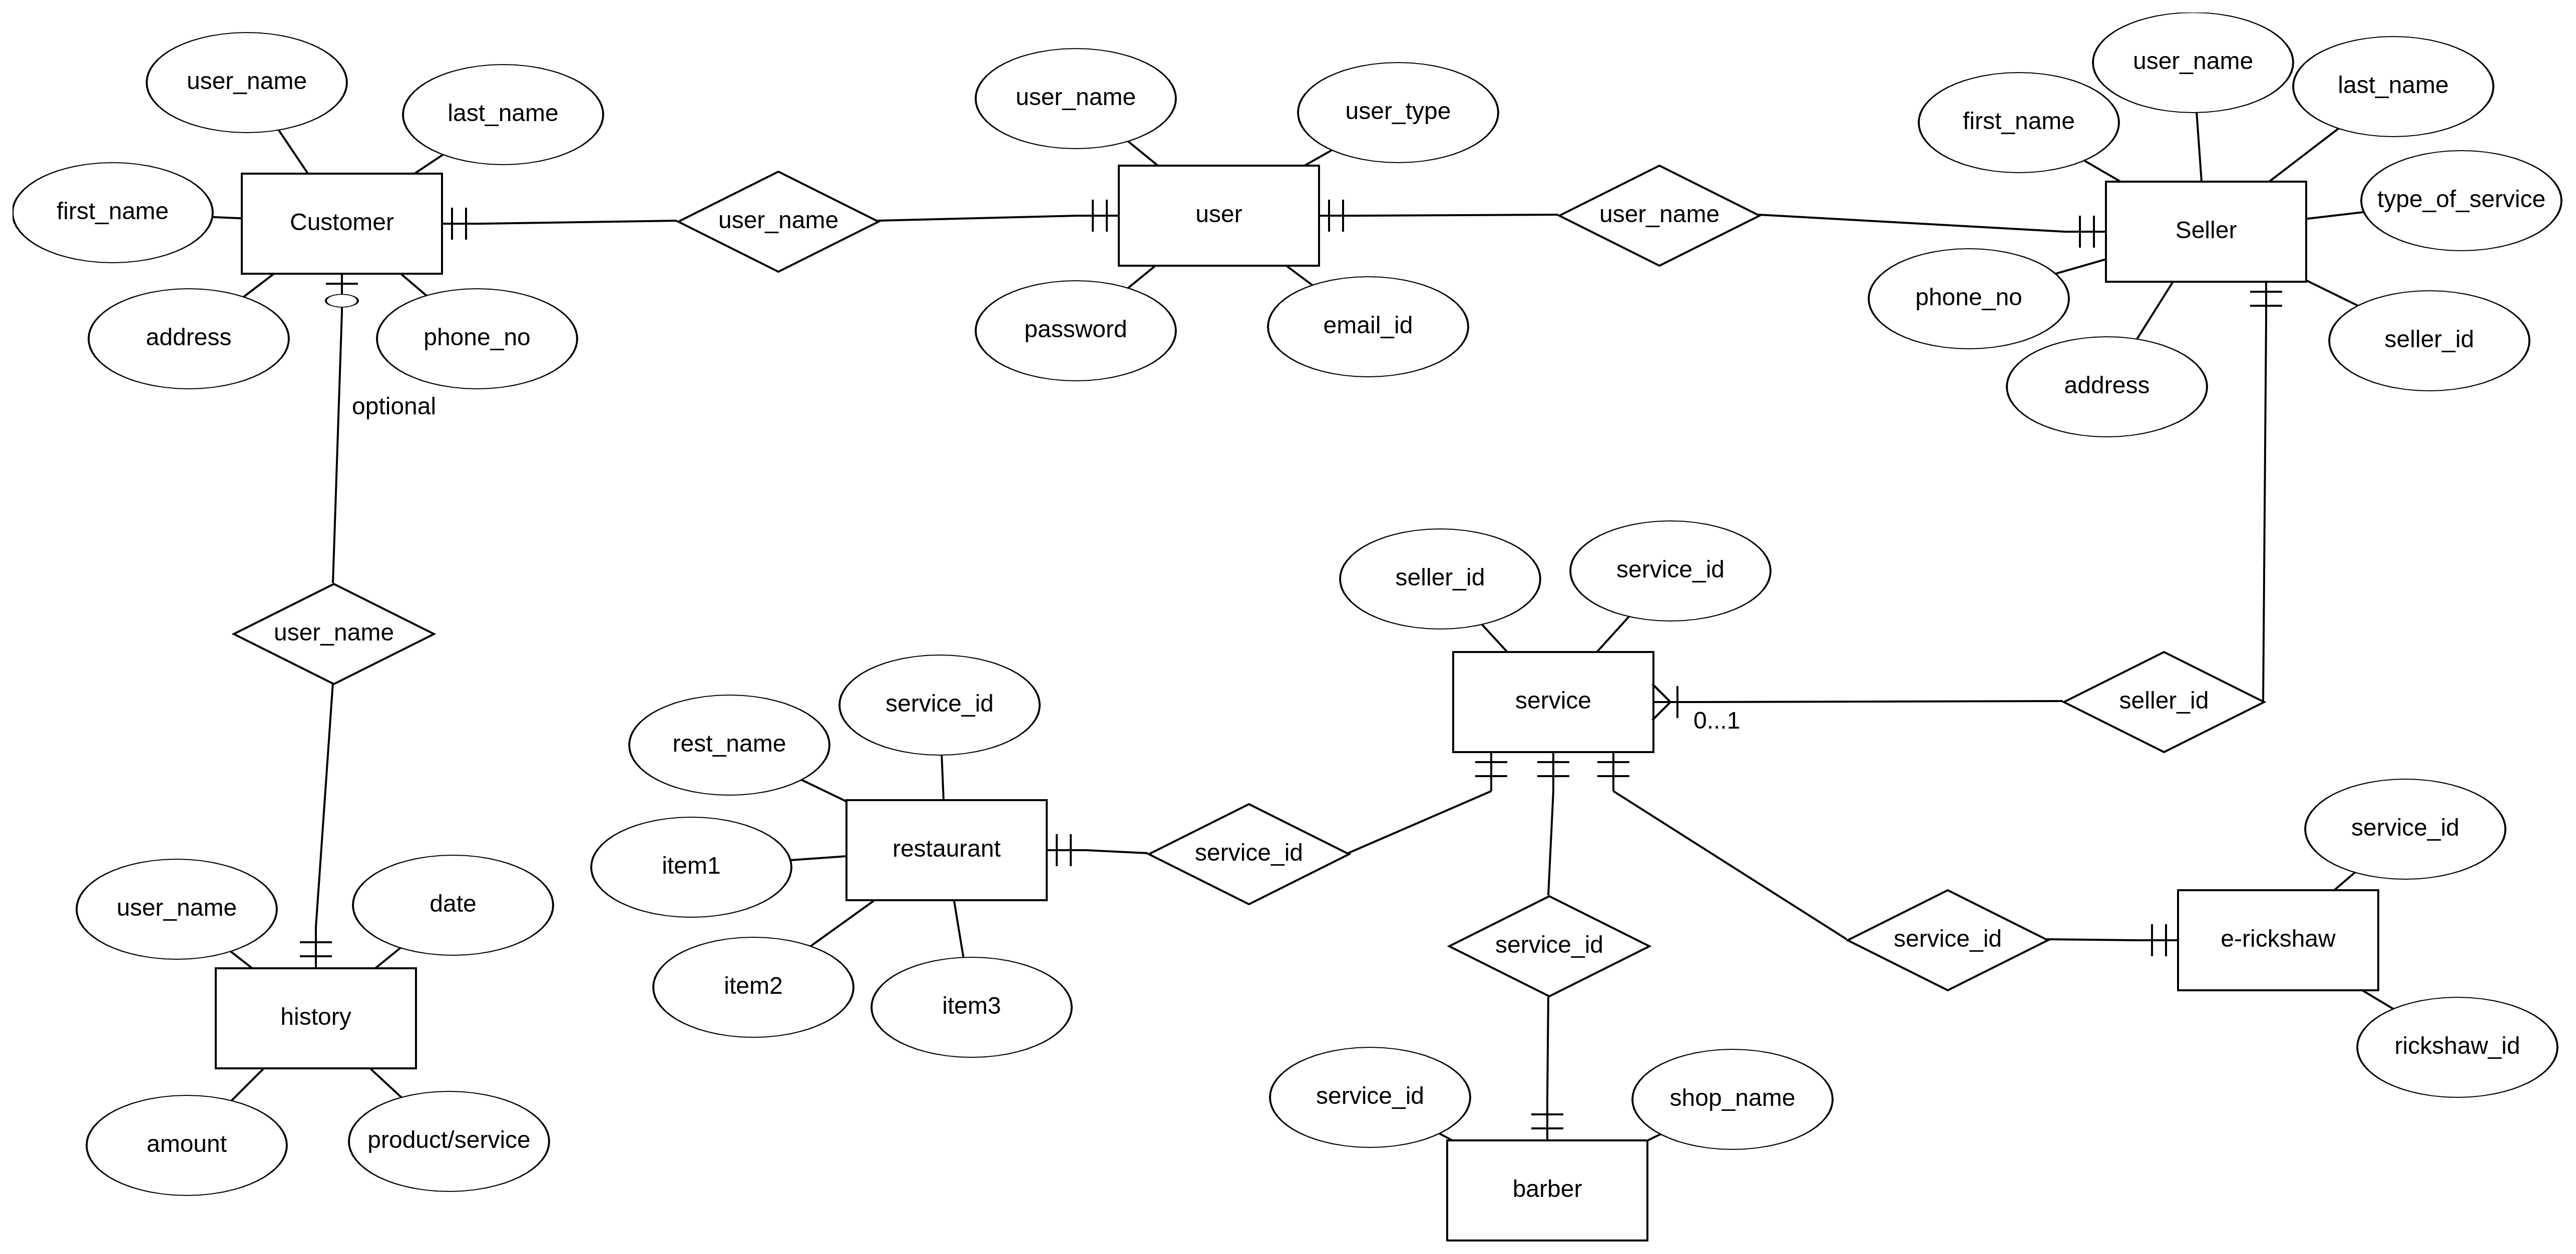 user_name
last_name
first_name
Customer
address
phone_no
optional
user_name
user_name
user_type
user
password
email_id
user_name
user_name
first_name
last_name
type_of_service
Seller
phone_no
seller_id
address
user_name
seller_id
service_id
service
0...1
seller_id
service_id
rest_name
item1
restaurant
item2
item3
service_id
service_id
service_id
service_id
e-rickshaw
rickshaw_id
user_name
date
history
amount
product/service
service_id
shop_name
barber